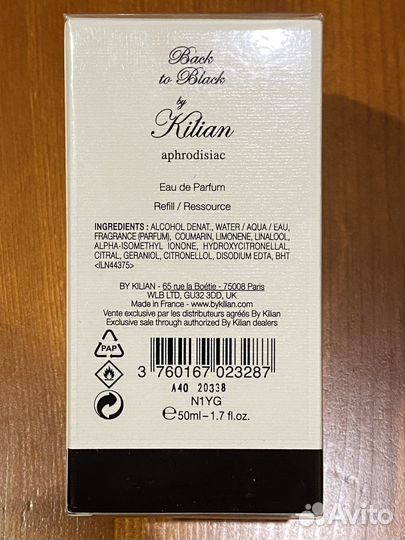 Back
to Black
by
Kilian
aphrodisiac
Eau de Parfum
Refill / Ressource
INGREDIENTS : ALCOHOL DENAT., WATER / AQUA / EAU,
FRAGRANCE (PARFUM), COUMARIN, LIMONENE, LINALOOL,
ALPHA-ISOMETHYL IONONE, HYDROXYCITRONELLAL,
CITRAL, GERANIOL, CITRONELLOL, DISODIUM EDTA, BHT
<ILN44375>
BY KILIAN - 65 rue la Boétie - 75008 Paris
WLB LTD, GU32 3DD, UK
Made in France - www.bykilian.com
Vente exclusive par les distributeurs agréés By Kilian
Exclusive sale through authorized By Kilian dealers
PAP
3 760167 023287
A40 20338
N1YG
e50ml - 1.7 fl.oz.
Avito